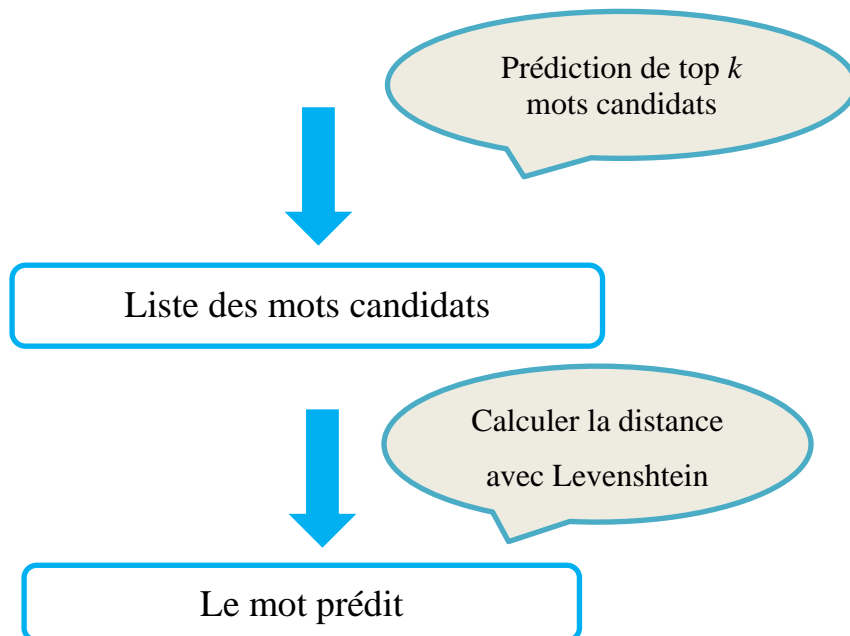 Prédiction de top k
mots candidats
Liste des mots candidats
Calculer la distance
avec Levenshtein
Le mot prédit